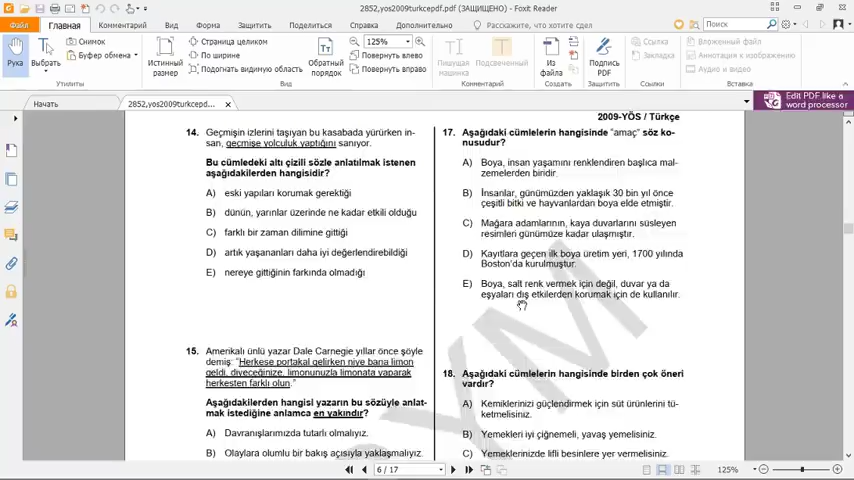 2852,yos2009turkcepdf.pdf (ЗАЩИЩЕНО) - Foxit Reader
Файл
Главная
Комментарий
Вид
Форма
Защитить
Поделиться
Connect
Справка
Дополнительно
Расскажите, что хотите сдел
Поиск
Рука
Выбрать
Снимок
Буфер обмена
Утилиты
Истинный размер
Страница целиком
По ширине
Подогнать видимую область
Обратный порядок
125%
Повернуть влево
Повернуть вправо
Вид
Пишущая машинка
Подсвеченный
Комментарий
Из файла
Создать
Подпись PDF
Защитить
Ссылка
Закладка
Ссылки
Вложенный файл
Аннотация к изображению
Аудио и видео
Вставить
Начать
2852,yos2009turkcepd...
Edit PDF like a
word processor
2009-YÖS / Türkçe
14. Geçmişin izlerini taşıyan bu kasabada yürürken in-
san, geçmişe yolculuk yaptığını sanıyor.
Bu cümledeki altı çizili sözle anlatılmak istenen
aşağıdakilerden hangisidir?
A) eski yapıları korumak gerektiği
B) dünün, yarınlar üzerinde ne kadar etkili olduğu
C) farklı bir zaman dilimine gittiği
D) artık yaşananları daha iyi değerlendirebildiği
E) nereye gittiğinin farkında olmadığı
15. Amerikalı ünlü yazar Dale Carnegie yıllar önce şöyle
demiş: “Herkese portakal gelirken niye bana limon
geldi, diyeceğinize, limonunuzla limonata yaparak
herkesten farklı olun.”
Aşağıdakilerden hangisi yazarın bu sözüyle anlat-
mak istediğine anlamca en yakındır?
A) Davranışlarımızda tutarlı olmalıyız.
B) Olaylara olumlu bir bakış açısıyla yaklaşmalıyız.
17. Aşağıdaki cümlelerin hangisinde “amaç” söz ko-
nusudur?
A) Boya, insan yaşamını renklendiren başlıca mal-
zemelerden biridir.
B) İnsanlar, günümüzden yaklaşık 30 bin yıl önce
çeşitli bitki ve hayvanlardan boya elde etmiştir.
C) Mağara adamlarının, kaya duvarlarını süsleyen
resimleri günümüze kadar ulaşmıştır.
D) Kayıtlara geçen ilk boya üretim yeri, 1700 yılında
Boston’da kurulmuştur.
E) Boya, salt renk vermek için değil, duvar ya da
eşyaları dış etkilerden korumak için de kullanılır.
18. Aşağıdaki cümlelerin hangisinde birden çok öneri
vardır?
A) Kemiklerinizi güçlendirmek için süt ürünlerini tü-
ketmelisiniz.
B) Yemekleri iyi çiğnemeli, yavaş yemelisiniz.
C) Yemeklerinizde lifli besinlere yer vermelisiniz.
6 / 17
125%